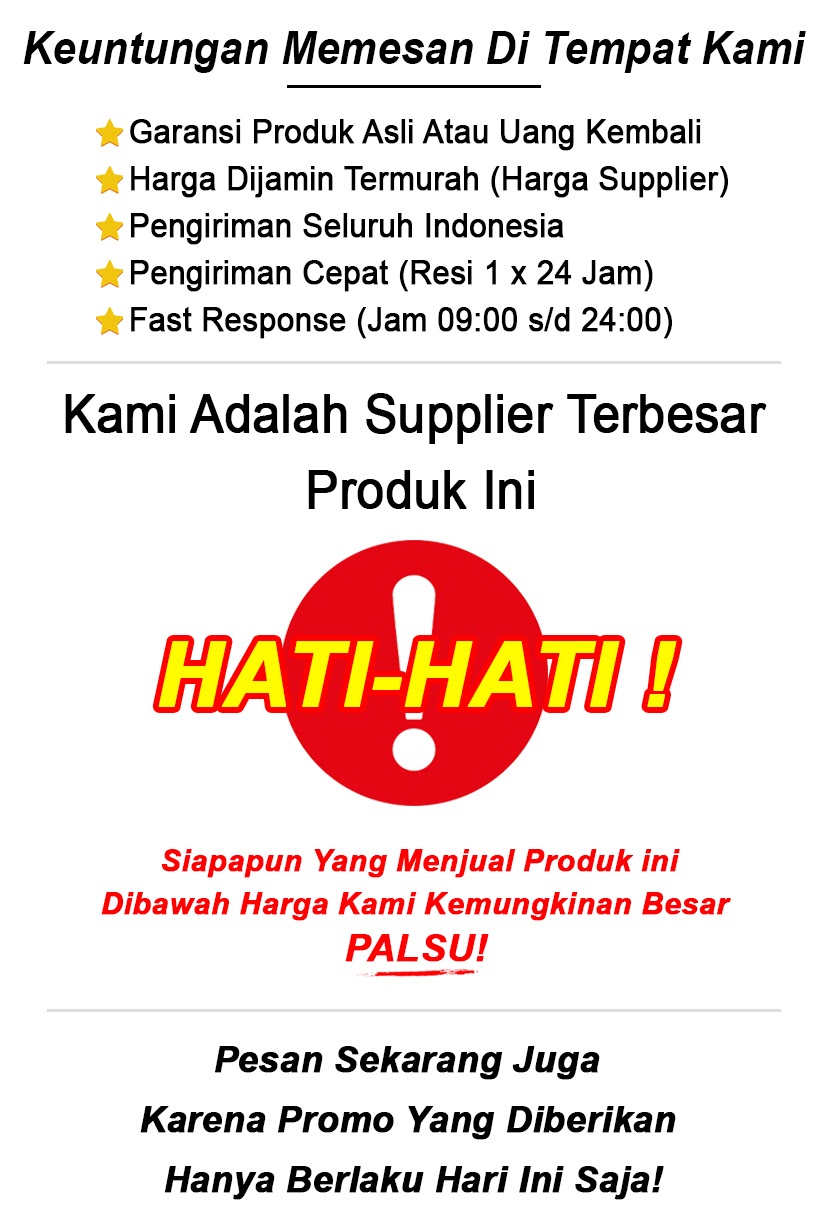 Keuntungan Memesan Di Tempat Kami
Garansi Produk Asli Atau Uang Kembali
Harga Dijamin Termurah (Harga Supplier)
Pengiriman Seluruh Indonesia
Pengiriman Cepat (Resi 1 x 24 Jam)
Fast Response (Jam 09:00 s/d 24:00)
Kami Adalah Supplier Terbesar
Produk Ini
HATI-HATI !
Siapapun Yang Menjual Produk ini
Dibawah Harga Kami Kemungkinan Besar
PALSU!
Pesan Sekarang Juga
Karena Promo Yang Diberikan
Hanya Berlaku Hari Ini Saja!